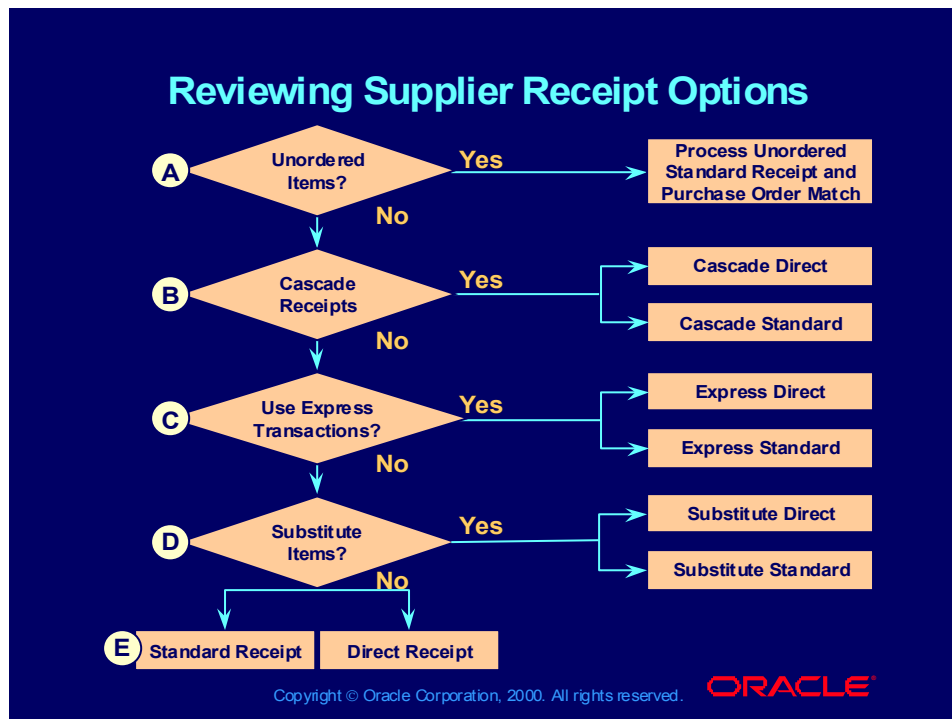 Reviewing Supplier Receipt Options
A
Unordered
Items?
Yes
Process Unordered
Standard Receipt and
Purchase Order Match
No
B
Cascade
Receipts
Yes
Cascade Direct
Cascade Standard
No
C
Use Express
Transactions?
Yes
Express Direct
Express Standard
No
D
Substitute
Items?
Yes
Substitute Direct
Substitute Standard
No
E
Standard Receipt
Direct Receipt
Copyright © Oracle Corporation, 2000. All rights reserved.
ORACLE®